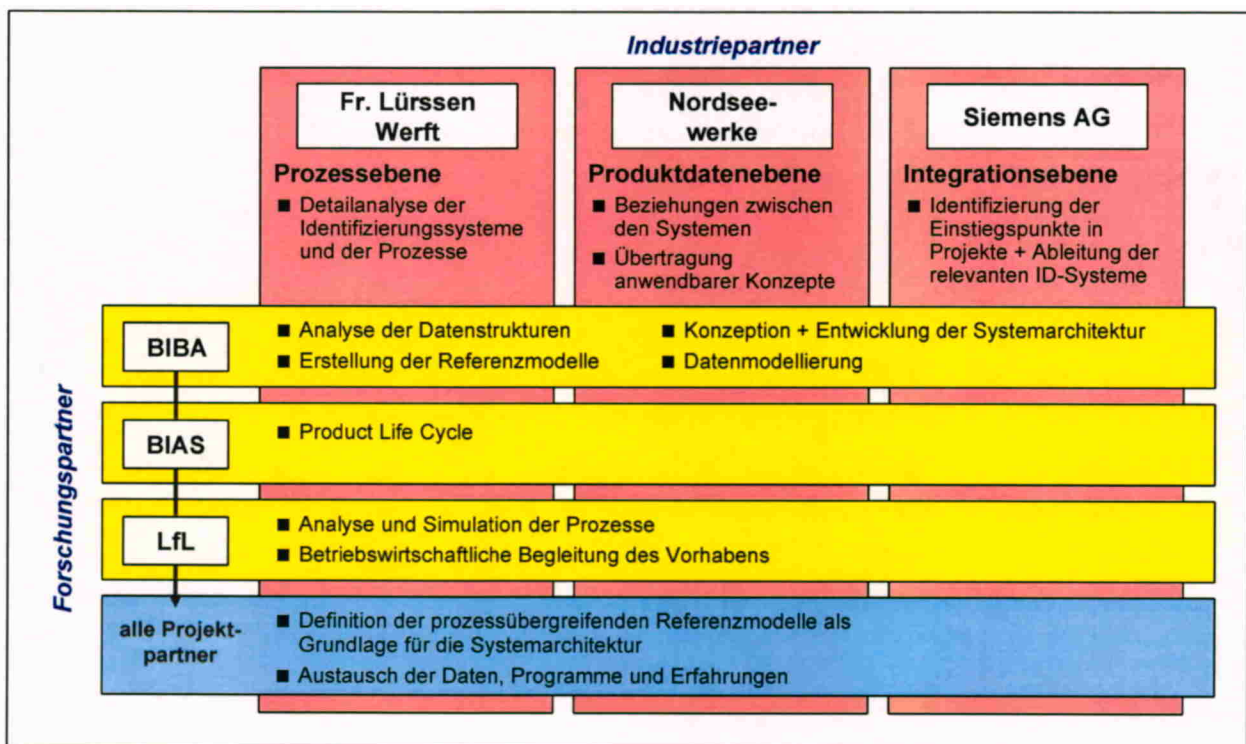 Industriepartner
Fr. Lürssen
Werft
Prozessebene
■ Detailanalyse der
Identifizierungssysteme
und der Prozesse
Nordsee-
werke
Produktdatenebene
■ Beziehungen zwischen
den Systemen
■ Übertragung
anwendbarer Konzepte
Siemens AG
Integrationsebene
■ Identifizierung der
Einstiegspunkte in
Projekte + Ableitung der
relevanten ID-Systeme
Forschungspartner
BIBA
■ Analyse der Datenstrukturen
■ Erstellung der Referenzmodelle
■ Konzeption + Entwicklung der Systemarchitektur
■ Datenmodellierung
BIAS
■ Product Life Cycle
LfL
■ Analyse und Simulation der Prozesse
■ Betriebswirtschaftliche Begleitung des Vorhabens
alle Projekt-
partner
■ Definition der prozessübergreifenden Referenzmodelle als
Grundlage für die Systemarchitektur
■ Austausch der Daten, Programme und Erfahrungen